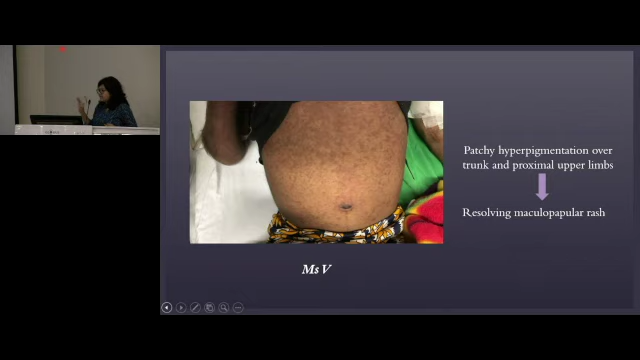 Patchy hyperpigmentation over
trunk and proximal upper limbs
Resolving maculopapular rash
Ms V